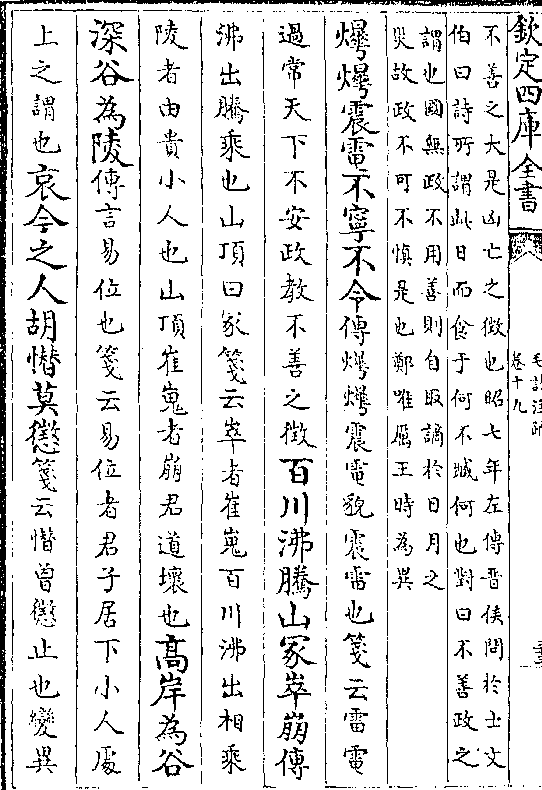 欽定四庫全書
毛詩注疏
卷十九
不善之大是凶亡之徴也昭七年左傳晉侯問於士文
伯曰詩所謂此日而食于何不臧何也對曰不善政之
謂也國無政不用善則自取謫於日月之
災故政不可不慎是也鄭唯厲王時為異
爗爗震電不寧不令傳爗爗震電貌震雷也箋云雷電
過常天下不安政教不善之徴百川沸騰山冢崒崩傳
沸出騰乘也山頂曰冢箋云崒者崔嵬百川沸出相乗
陵者由貴小人也山頂崔嵬者崩君道壞也高岸為谷
深谷為陵傳言易位也箋云易位者君子居下小人處
上之謂也哀今之人胡憯莫懲箋云憯曾懲止也變異